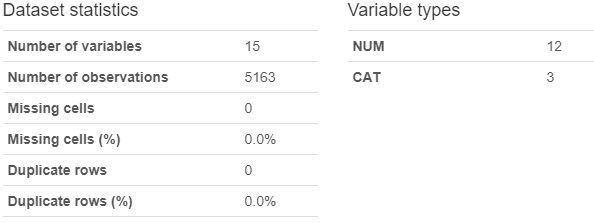 Dataset statistics
Number of variables 15
Number of observations 5163
Missing cells 0
Missing cells (%) 0.0%
Duplicate rows 0
Duplicate rows (%) 0.0%
Variable types
NUM 12
CAT 3